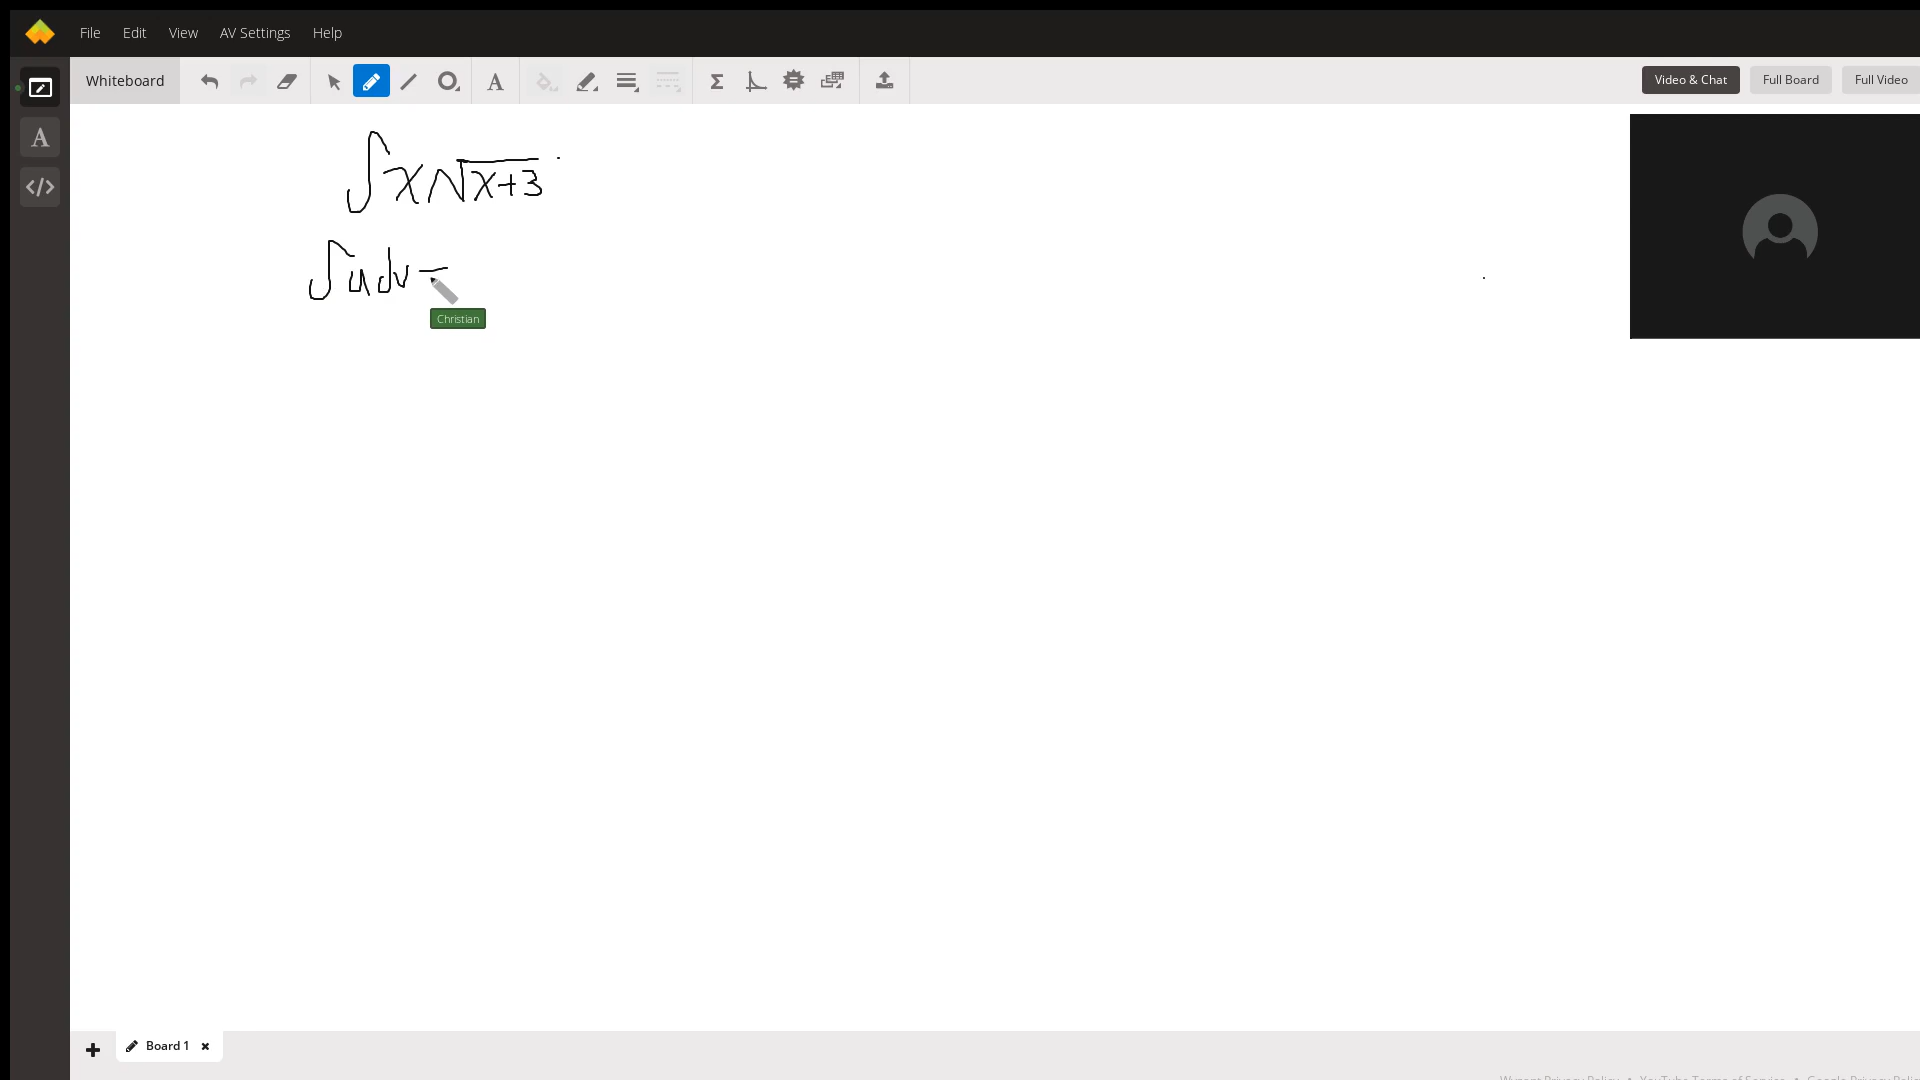 File Edit View AV Settings Help
Whiteboard A Σ Video & Chat Full Board Full Video
A
</>
∫x√x+3
∫udv=
Christian
+ Board 1 ×